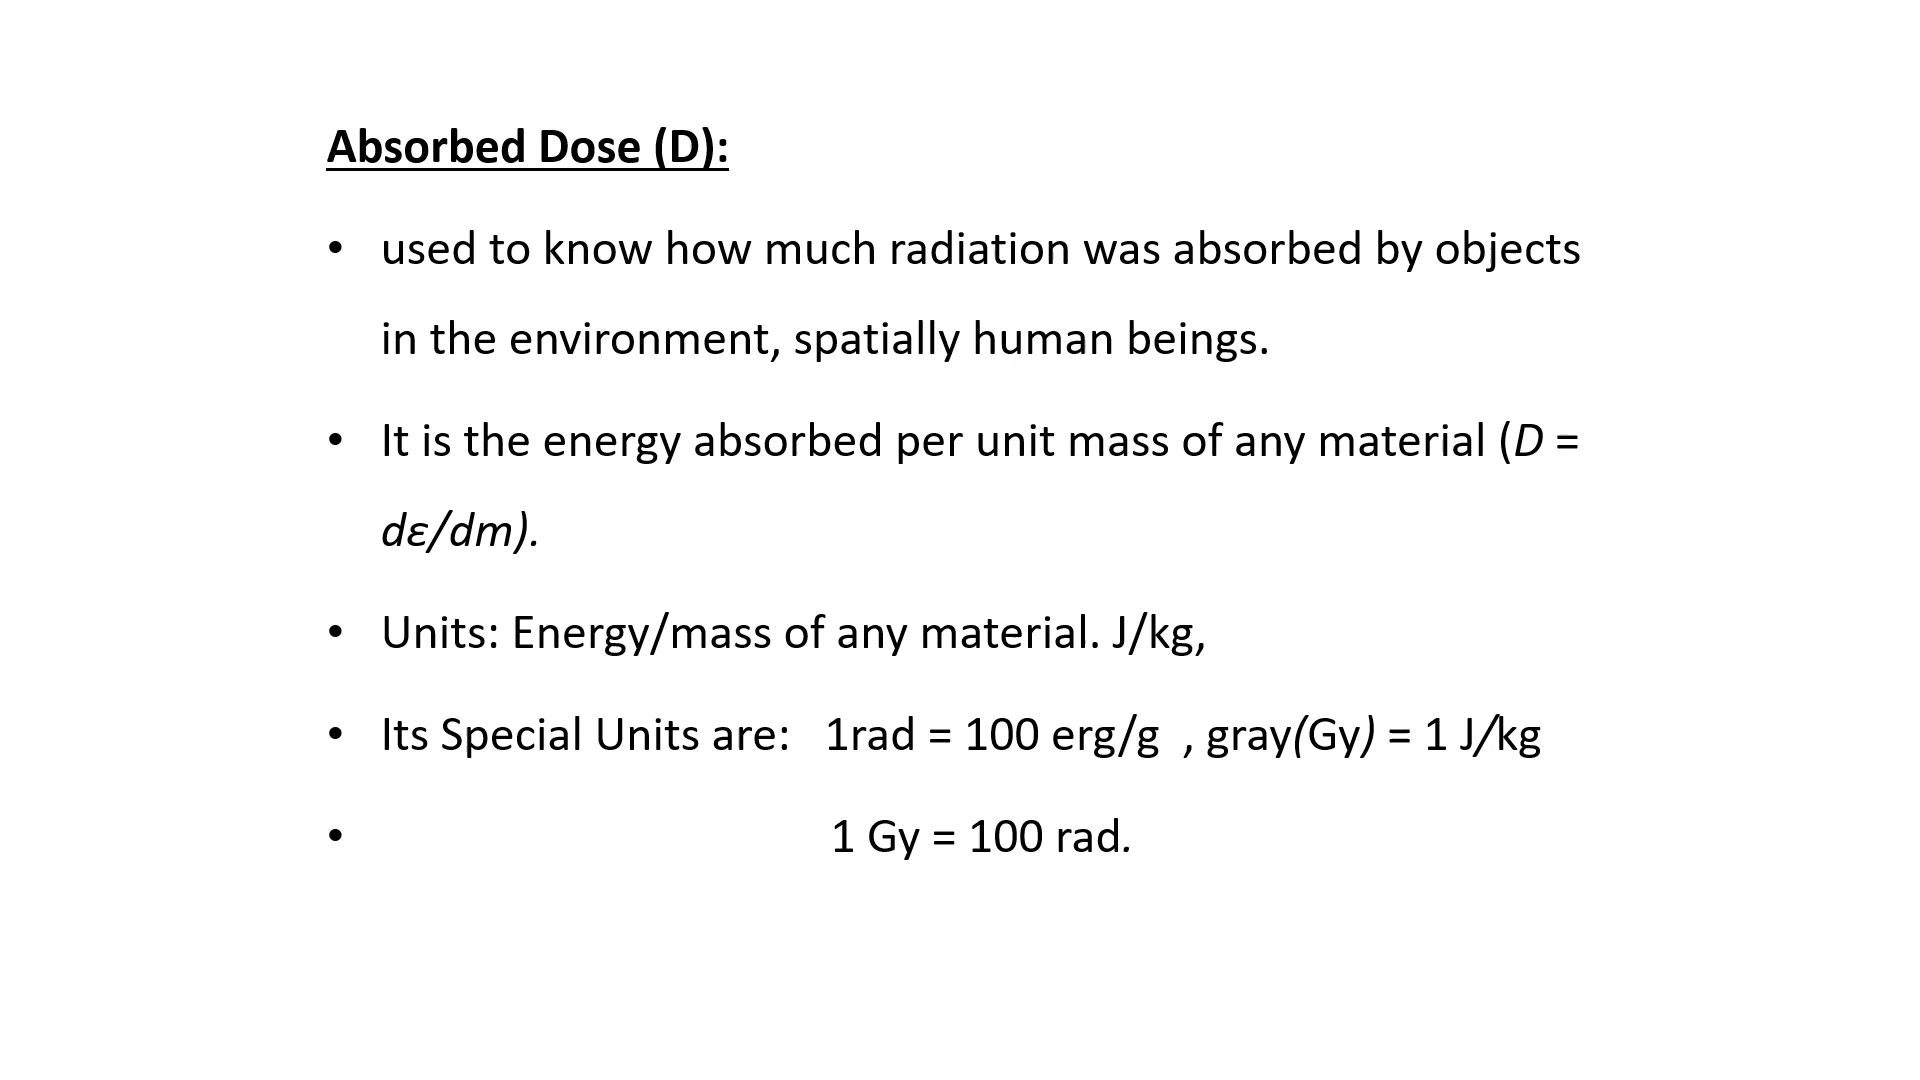 Absorbed Dose (D):
• used to know how much radiation was absorbed by objects
in the environment, spatially human beings.
• It is the energy absorbed per unit mass of any material (D =
dε/dm).
• Units: Energy/mass of any material. J/kg,
• Its Special Units are: 1rad = 100 erg/g , gray(Gy) = 1 J/kg
• 1 Gy = 100 rad.